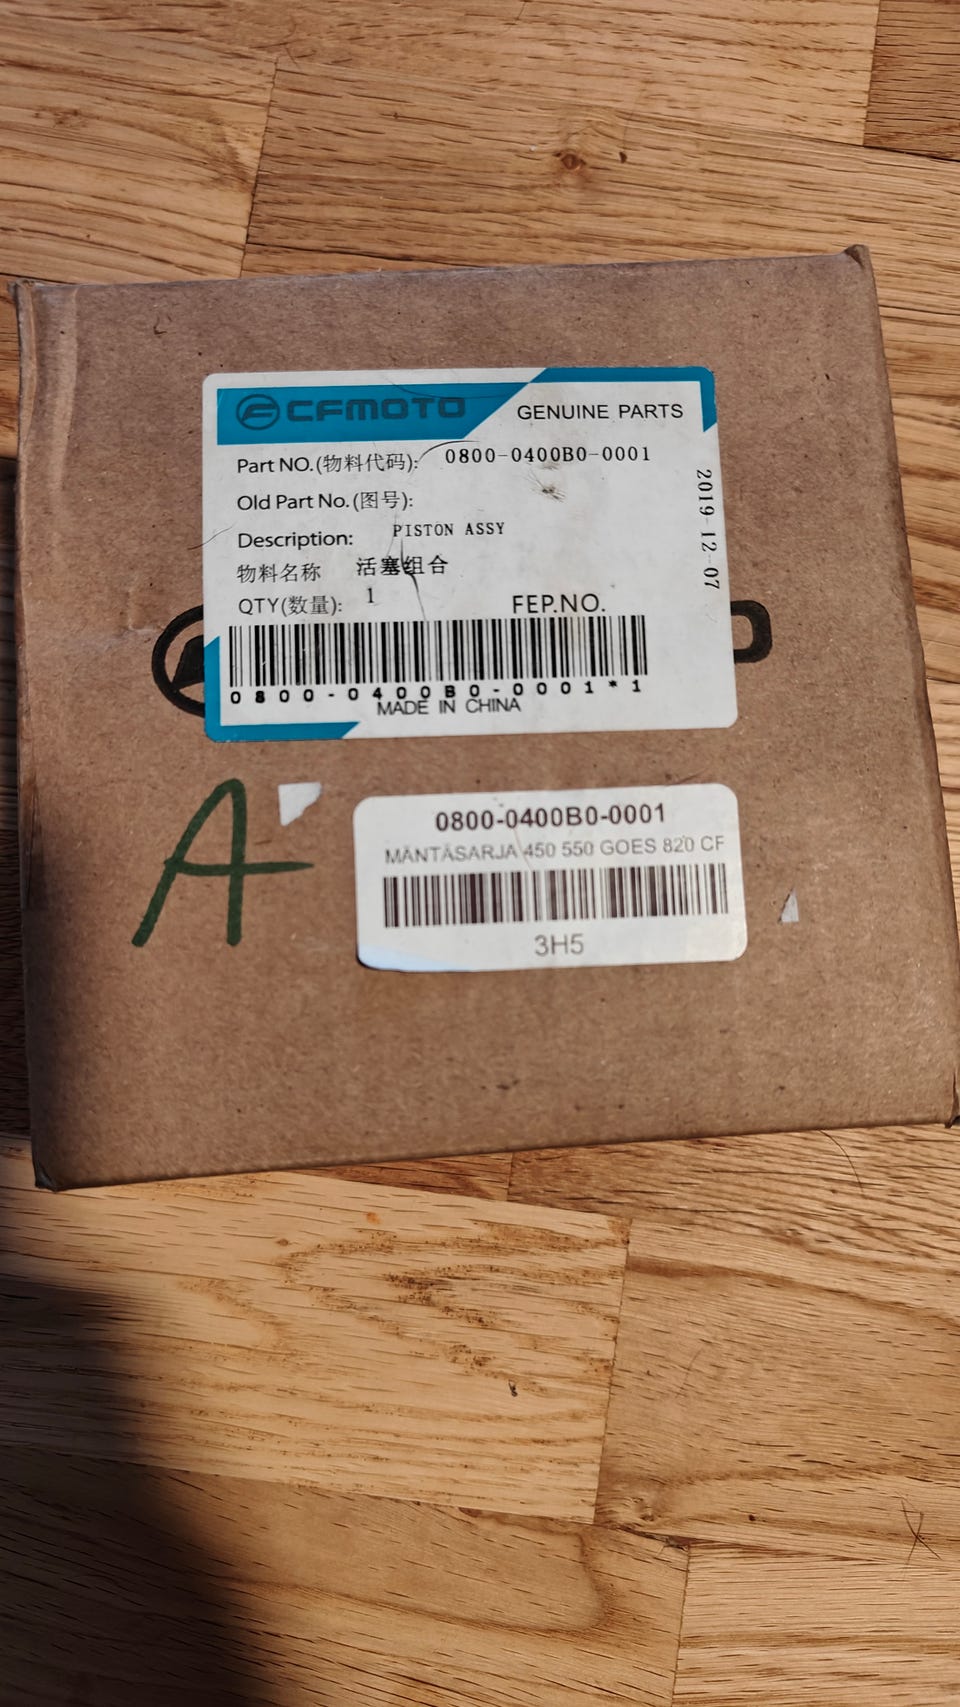 CFMOTO
GENUINE PARTS
Part NO.(物料代码): 0800-0400B0-0001
Old Part No.(图号):
Description: PISTON ASSY
物料名称 活塞组合
QTY(数量): 1
FEP.NO.
2019-12-07
0800-0400B0-0001*1
MADE IN CHINA
A
0800-0400B0-0001
MÄNTÄSARJA 450 550 GOES 820 CF
3H5